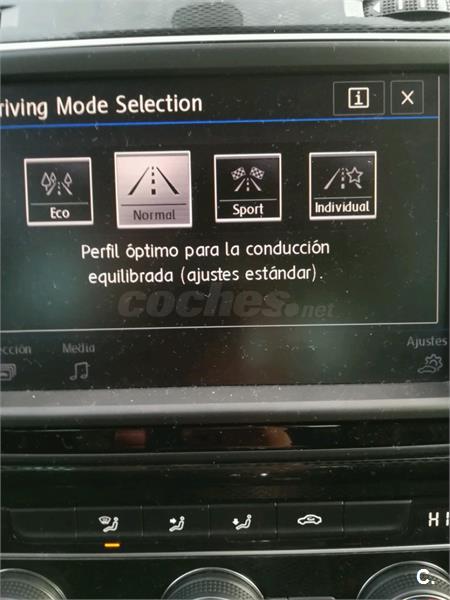 riving Mode Selection
Eco
Normal
Sport
Individual
Perfil óptimo para la conducción
equilibrada (ajustes estándar).
coches.net
cción
Media
Ajustes
HI
C.